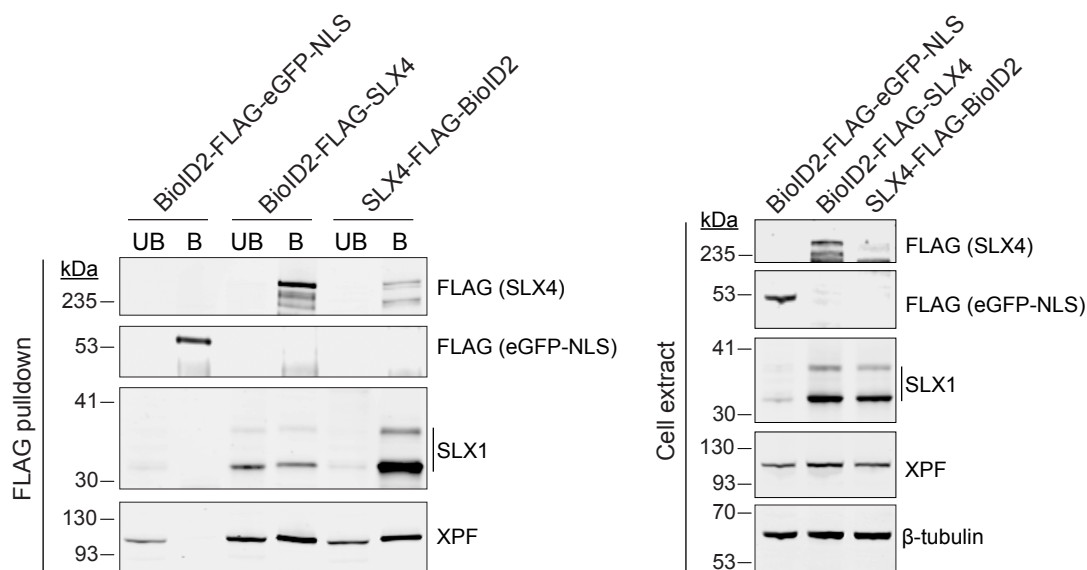 BioID2-FLAG-eGFP-NLS
BioID2-FLAG-SLX4
SLX4-FLAG-BioID2
UB B UB B UB B
FLAG pulldown
kDa
235
FLAG (SLX4)
53
FLAG (eGFP-NLS)
41
30
SLX1
130
93
XPF
BioID2-FLAG-eGFP-NLS
BioID2-FLAG-SLX4
SLX4-FLAG-BioID2
Cell extract
kDa
235
FLAG (SLX4)
53
FLAG (eGFP-NLS)
41
30
SLX1
130
93
XPF
70
53
β-tubulin